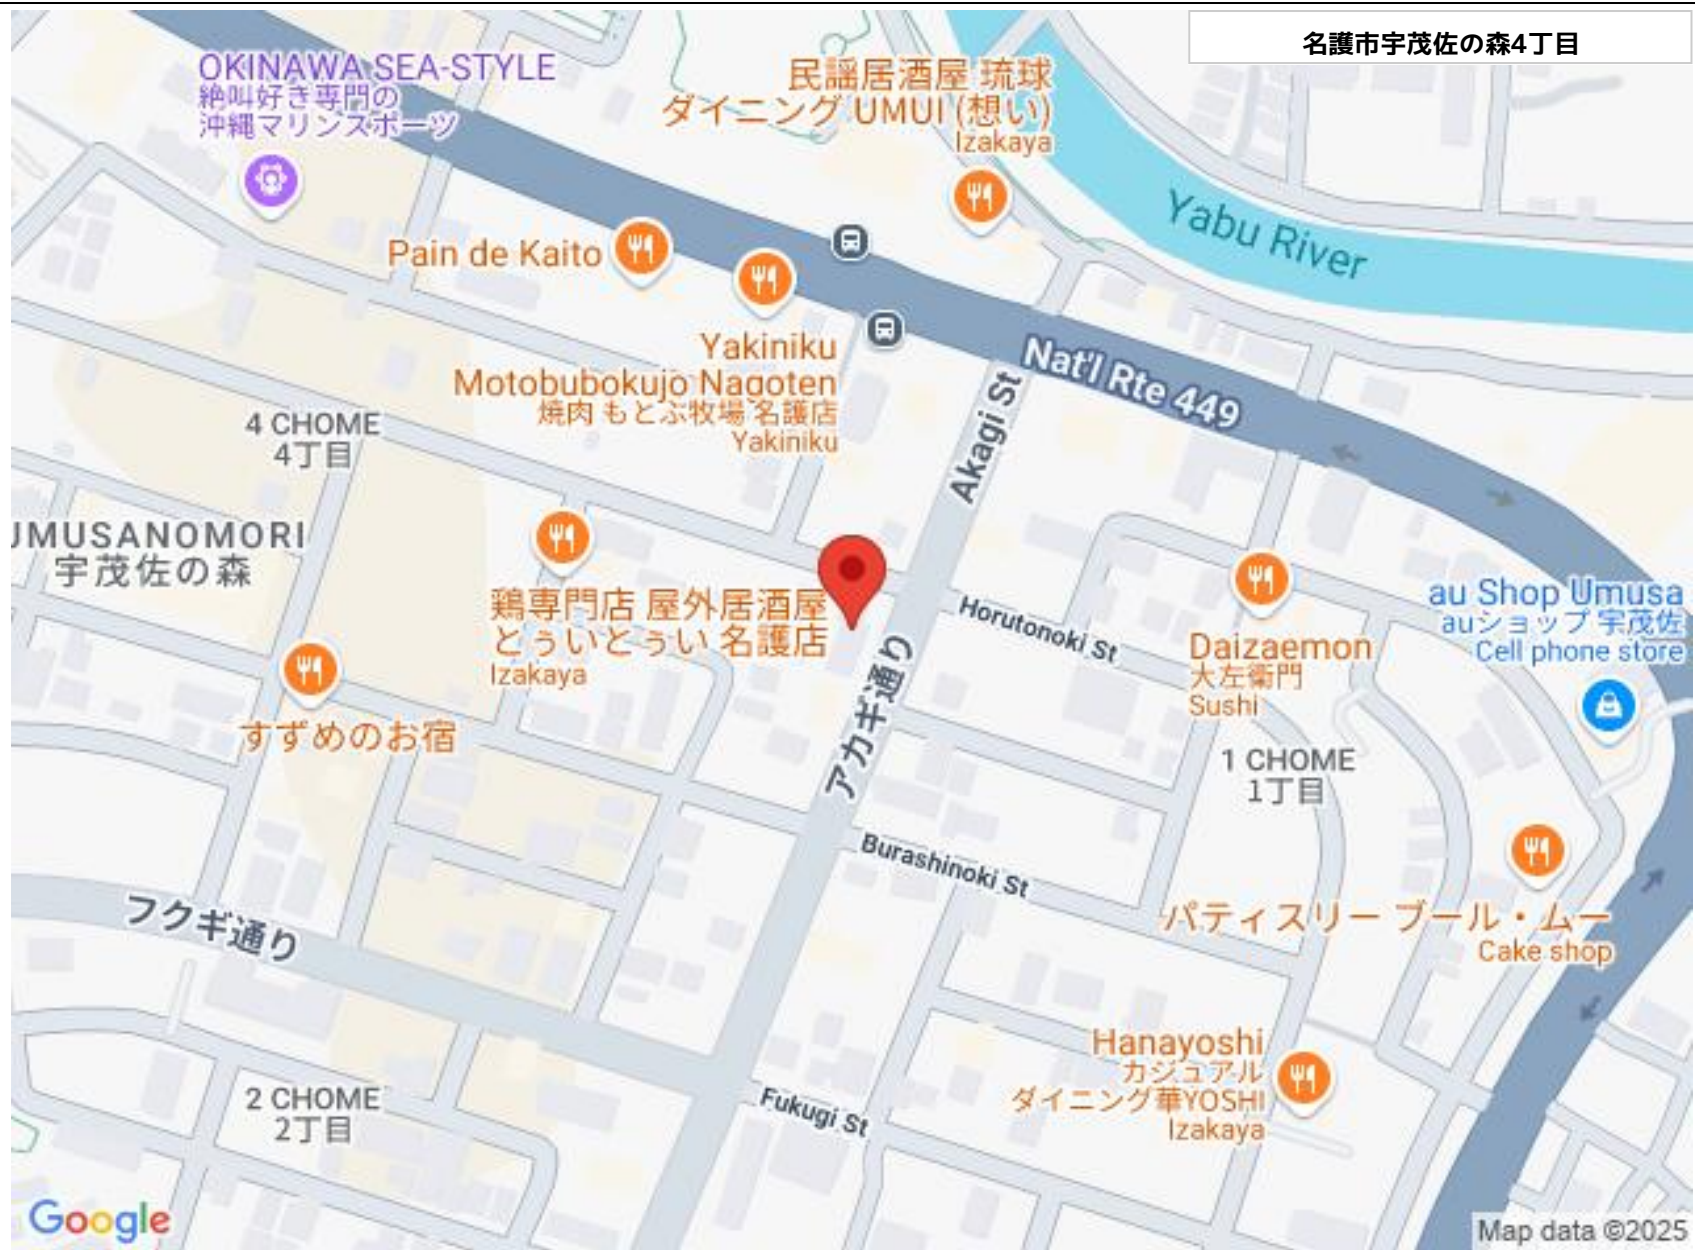 名護市宇茂佐の森4丁目
OKINAWA SEA-STYLE
絶叫好き専門の
沖縄マリンスポーツ
民謡居酒屋 琉球
ダイニング UMUI (想い)
Izakaya
Yabu River
Pain de Kaito
Yakiniku
Motobubokujo Nagoten
焼肉 もとぶ牧場 名護店
Yakiniku
Nat'l Rte 449
Akagi St
4 CHOME
4丁目
UMUSANOMORI
宇茂佐の森
鶏専門店 屋外居酒屋
とぅいとぅい 名護店
Izakaya
Horutonoki St
Daizaemon
大左衛門
Sushi
au Shop Umusa
auショップ 宇茂佐
Cell phone store
すずめのお宿
アカギ通り
1 CHOME
1丁目
Burashinoki St
パティスリー ブール・ムー
Cake shop
フクギ通り
Hanayoshi
カジュアル
ダイニング華YOSHI
Izakaya
2 CHOME
2丁目
Fukugi St
Google
Map data ©2025